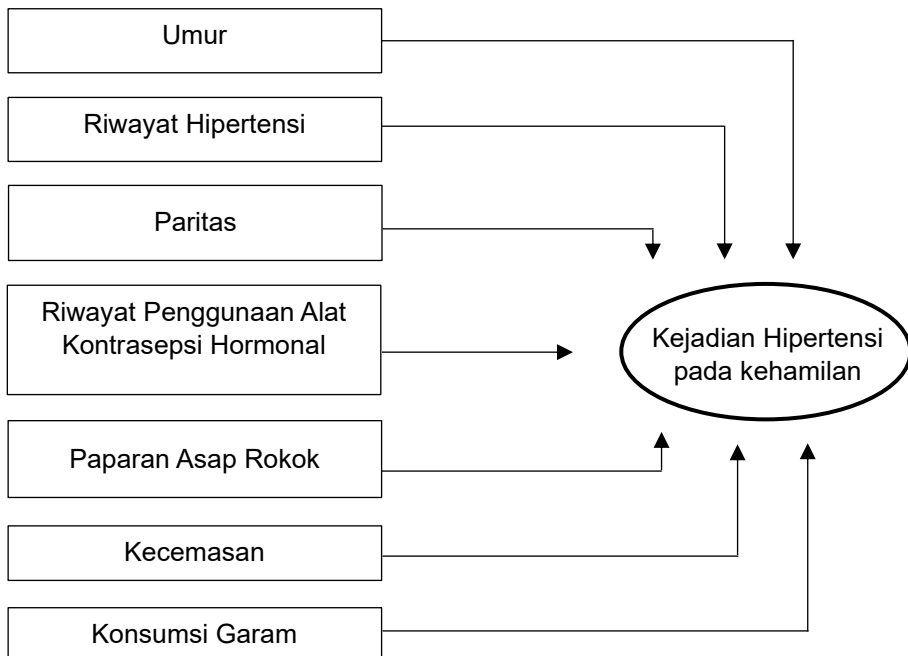 Umur
Riwayat Hipertensi
Paritas
Riwayat Penggunaan Alat
Kontrasepsi Hormonal
Kejadian Hipertensi
pada kehamilan
Paparan Asap Rokok
Kecemasan
Konsumsi Garam